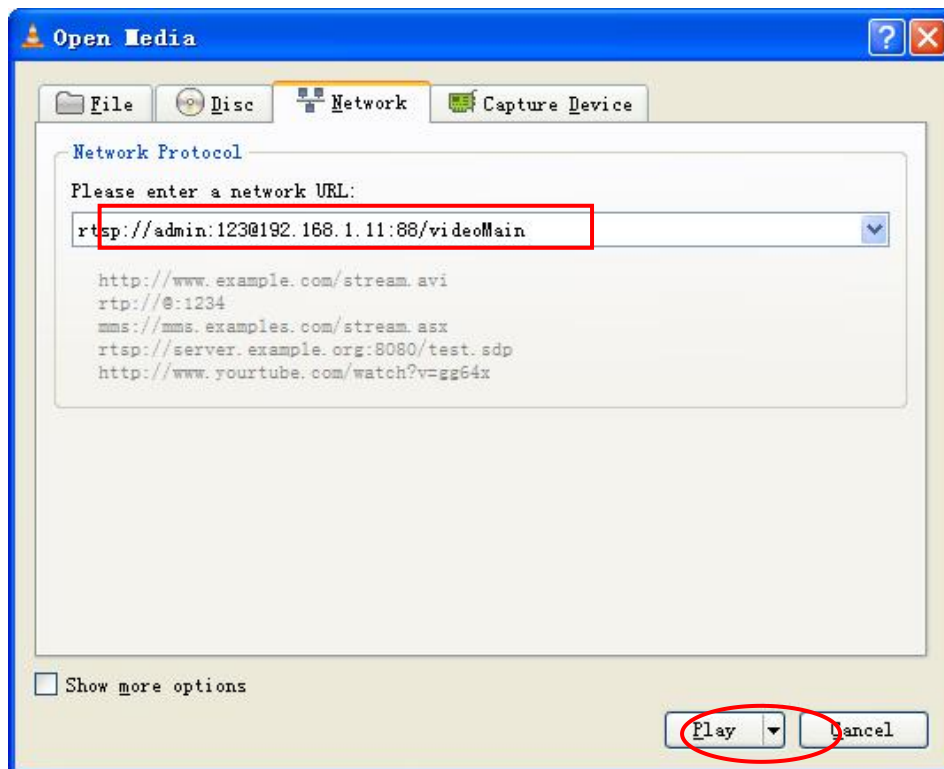 Open Media
File Disc Network Capture Device
Network Protocol
Please enter a network URL:
rtsp://admin:123@192.168.1.11:88/videoMain
http://www.example.com/stream.avi
rtp://@:1234
mms://mms.examples.com/stream.asx
rtsp://server.example.org:8080/test.sdp
http://www.yourtube.com/watch?v=gg64x
Show more options
Play Cancel